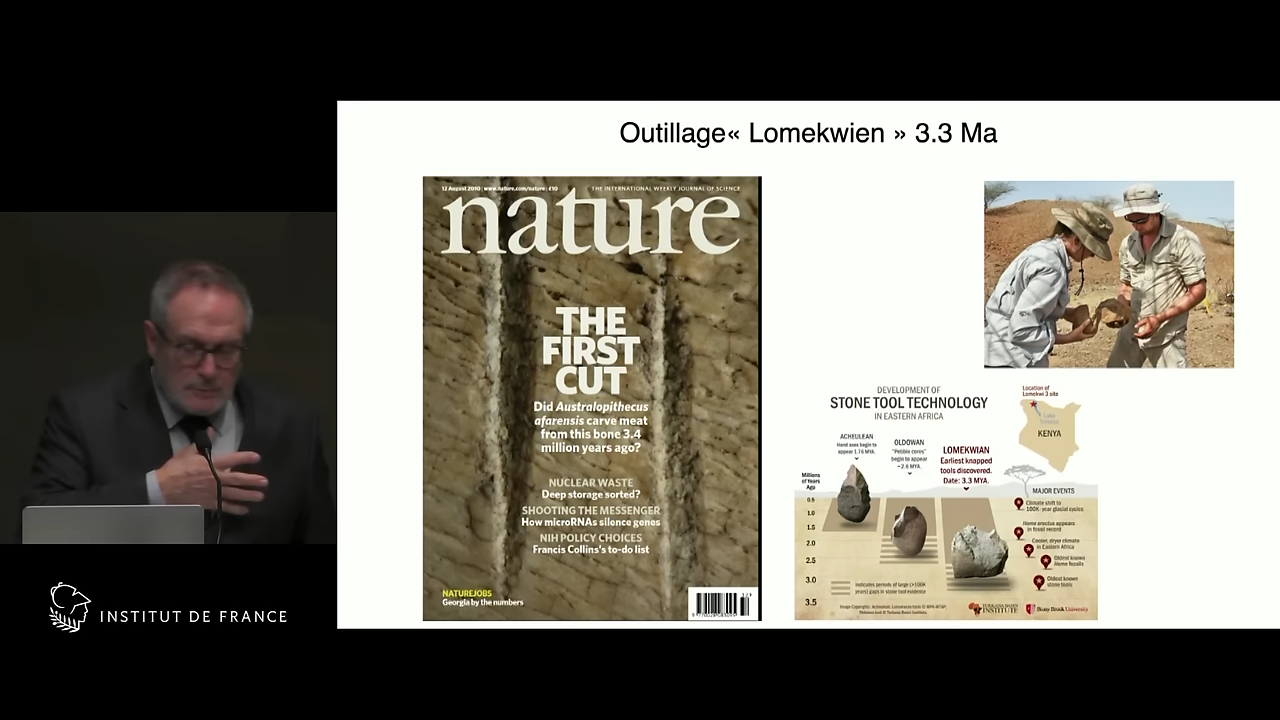 Outillage« Lomekwien » 3.3 Ma
12 August 2010 | www.nature.com/nature | £10
THE INTERNATIONAL WEEKLY JOURNAL OF SCIENCE
nature
THE
FIRST
CUT
Did Australopithecus
afarensis carve meat
from this bone 3.4
million years ago?
NUCLEAR WASTE
Deep storage sorted?
SHOOTING THE MESSENGER
How microRNAs silence genes
NIH POLICY CHOICES
Francis Collins's to-do list
NATUREJOBS
Georgia by the numbers
DEVELOPMENT OF
STONE TOOL TECHNOLOGY
IN EASTERN AFRICA
ACHEULEAN
Hand axes begin to
appear 1.76 MYA.
OLDOWAN
"Pebble cores"
begin to appear
~2.6 MYA.
LOMEKWIAN
Earliest knapped
tools discovered.
Date: 3.3 MYA.
Location of
Lomekwi 3 site
Lake
Turkana
KENYA
Millions
of Years
Ago
0.5
1.0
1.5
2.0
2.5
3.0
3.5
MAJOR EVENTS
Climate shift to
100K-year glacial cycles
Homo erectus appears
in fossil record
Cooler, dryer climate
in Eastern Africa
Oldest known
Homo fossils
Oldest known
stone tools
Indicates periods of large (>100K
years) gaps in stone tool evidence
TURKANA BASIN
INSTITUTE
Stony Brook University
INSTITUT DE FRANCE